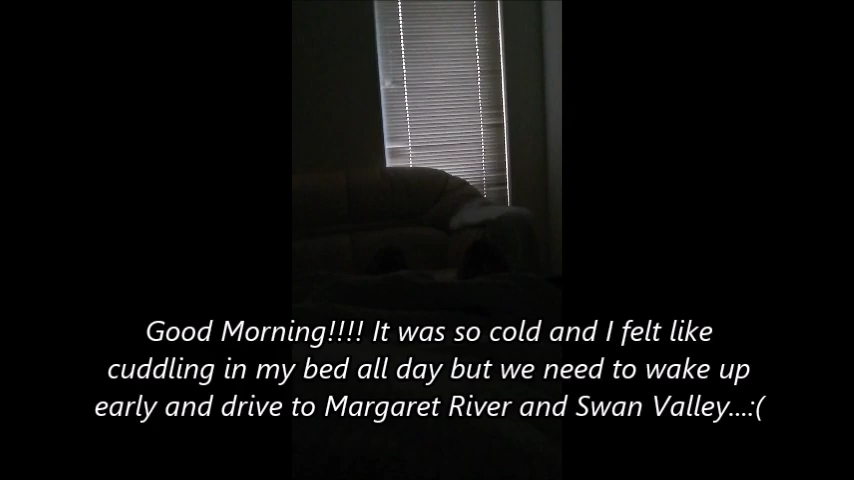 Good Morning!!!! It was so cold and I felt like
cuddling in my bed all day but we need to wake up
early and drive to Margaret River and Swan Valley...:(